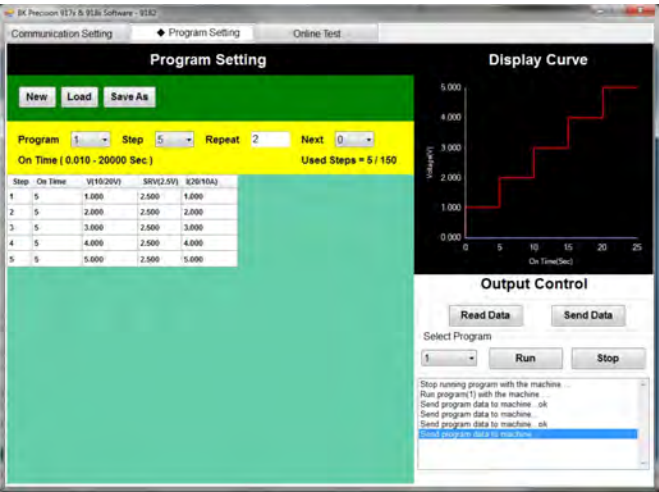 BK Precision 917x & 918x Software - 9182
Communication Setting ◆ Program Setting Online Test
Program Setting
New Load Save As
Program 1 Step 5 Repeat 2 Next 0
On Time ( 0.010 - 20000 Sec ) Used Steps = 5 / 150
Step On Time V(10/20V) SRV(2.5V) I(20/10A)
1 5 1.000 2.500 1.000
2 5 2.000 2.500 2.000
3 5 3.000 2.500 3.000
4 5 4.000 2.500 4.000
5 5 5.000 2.500 5.000
Display Curve
5.000
4.000
3.000
2.000
1.000
0.000
Voltage(V)
0 5 10 15 20 25
On Time(Sec)
Output Control
Read Data Send Data
Select Program
1 Run Stop
Stop running program with the machine ...
Run program(1) with the machine ...
Send program data to machine...ok
Send program data to machine...
Send program data to machine...ok
Send program data to machine...